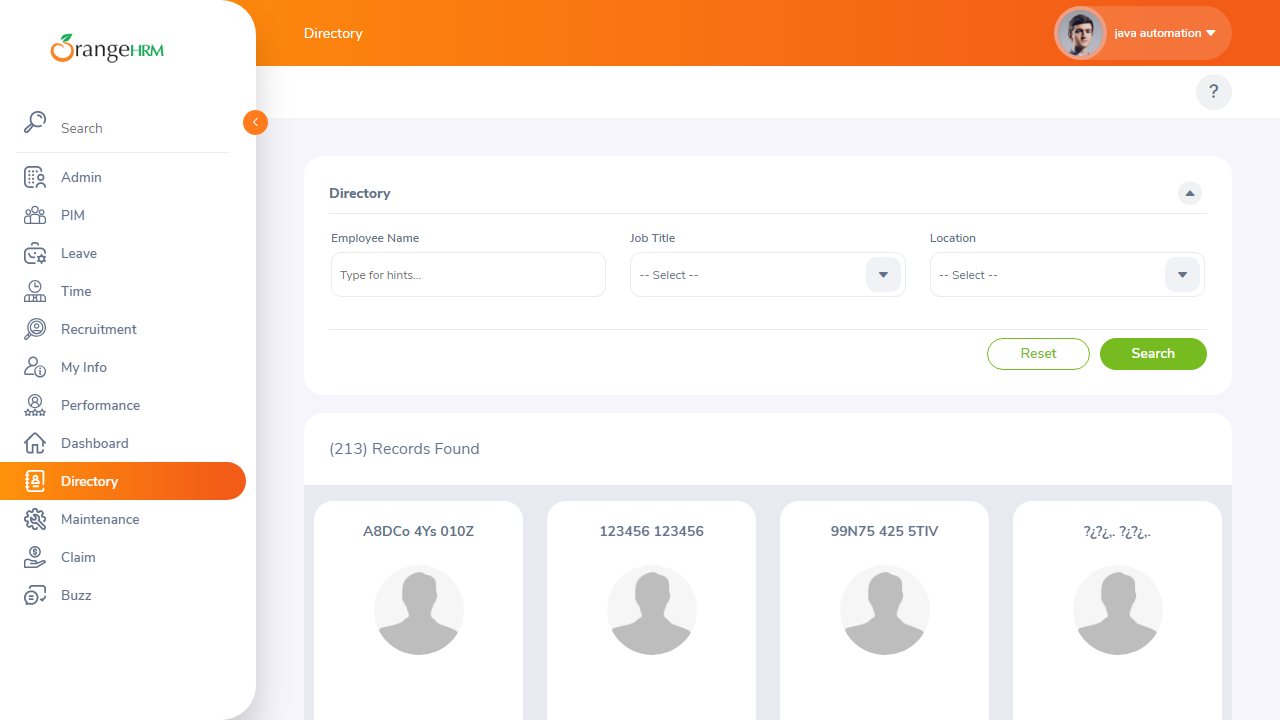 OrangeHRM
Directory
java automation
?
Search
Admin
PIM
Leave
Time
Recruitment
My Info
Performance
Dashboard
Directory
Maintenance
Claim
Buzz
Directory
Employee Name
Job Title
Location
Type for hints...
-- Select --
-- Select --
Reset
Search
(213) Records Found
A8DCo 4Ys 010Z
123456 123456
99N75 425 5TIV
?¿?¿,. ?¿?¿,.